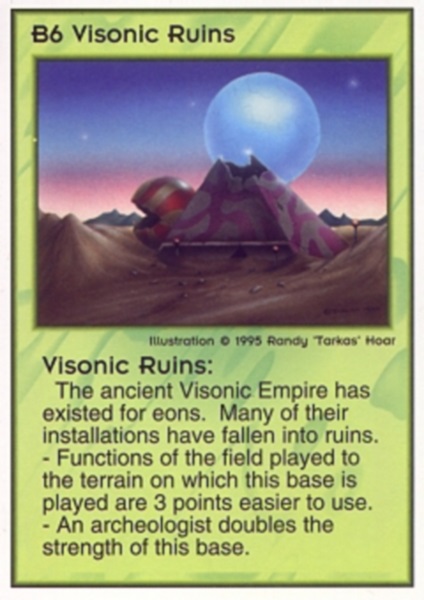 B6 Visonic Ruins
Illustration © 1995 Randy 'Tarkas' Hoar
Visonic Ruins:
The ancient Visonic Empire has
existed for eons. Many of their
installations have fallen into ruins.
- Functions of the field played to
the terrain on which this base is
played are 3 points easier to use.
- An archeologist doubles the
strength of this base.